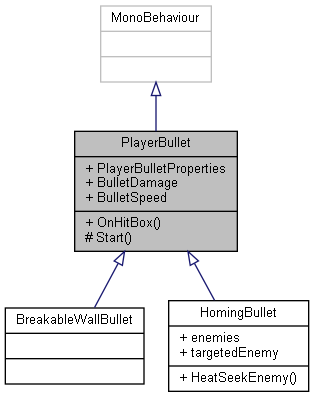 MonoBehaviour
PlayerBullet
+ PlayerBulletProperties
+ BulletDamage
+ BulletSpeed
+ OnHitBox()
# Start()
BreakableWallBullet
HomingBullet
+ enemies
+ targetedEnemy
+ HeatSeekEnemy()